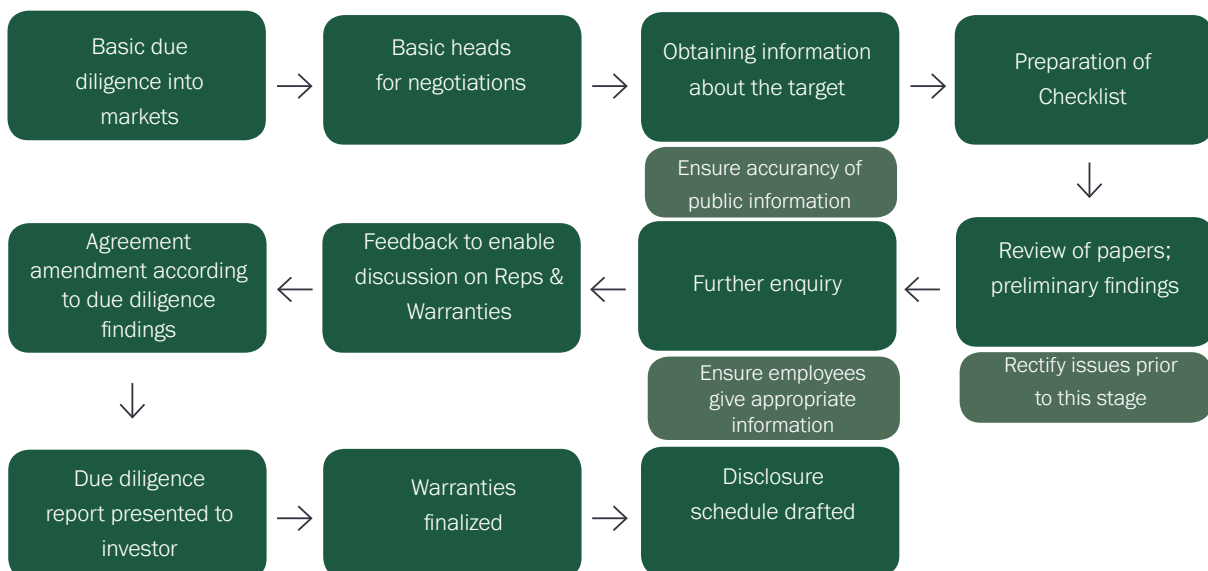 Basic due
diligence into
markets
Basic heads
for negotiations
Obtaining information
about the target
Preparation of
Checklist
Ensure accurancy of
public information
Review of papers;
preliminary findings
Rectify issues prior
to this stage
Further enquiry
Ensure employees
give appropriate
information
Feedback to enable
discussion on Reps &
Warranties
Agreement
amendment according
to due diligence
findings
Due diligence
report presented to
investor
Warranties
finalized
Disclosure
schedule drafted